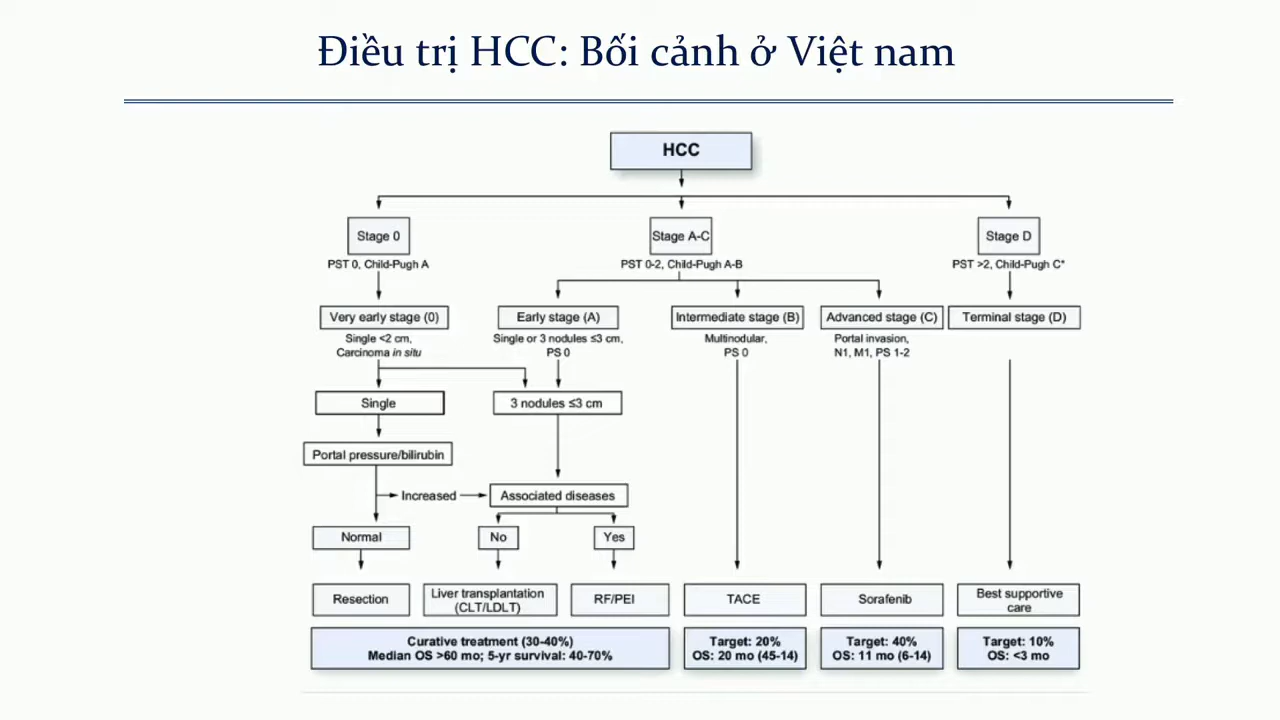 Điều trị HCC: Bối cảnh ở Việt nam
HCC
Stage 0
PST 0, Child-Pugh A
Stage A-C
PST 0-2, Child-Pugh A-B
Stage D
PST >2, Child-Pugh C*
Very early stage (0)
Single <2 cm,
Carcinoma in situ
Early stage (A)
Single or 3 nodules ≤3 cm,
PS 0
Intermediate stage (B)
Multinodular,
PS 0
Advanced stage (C)
Portal invasion,
N1, M1, PS 1-2
Terminal stage (D)
Single
3 nodules ≤3 cm
Portal pressure/bilirubin
Increased
Associated diseases
Normal
No
Yes
Resection
Liver transplantation
(CLT/LDLT)
RF/PEI
TACE
Sorafenib
Best supportive
care
Curative treatment (30-40%)
Median OS >60 mo; 5-yr survival: 40-70%
Target: 20%
OS: 20 mo (45-14)
Target: 40%
OS: 11 mo (6-14)
Target: 10%
OS: <3 mo